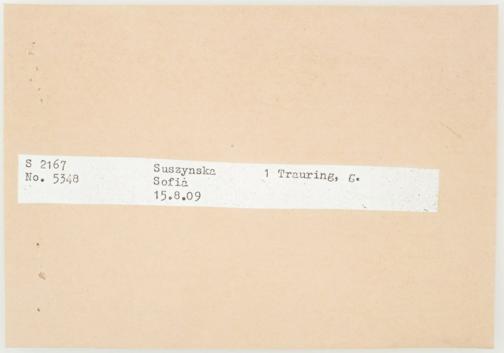 S 2167 Suszynska 1 Trauring, g.
No. 5348 Sofia
15.8.09